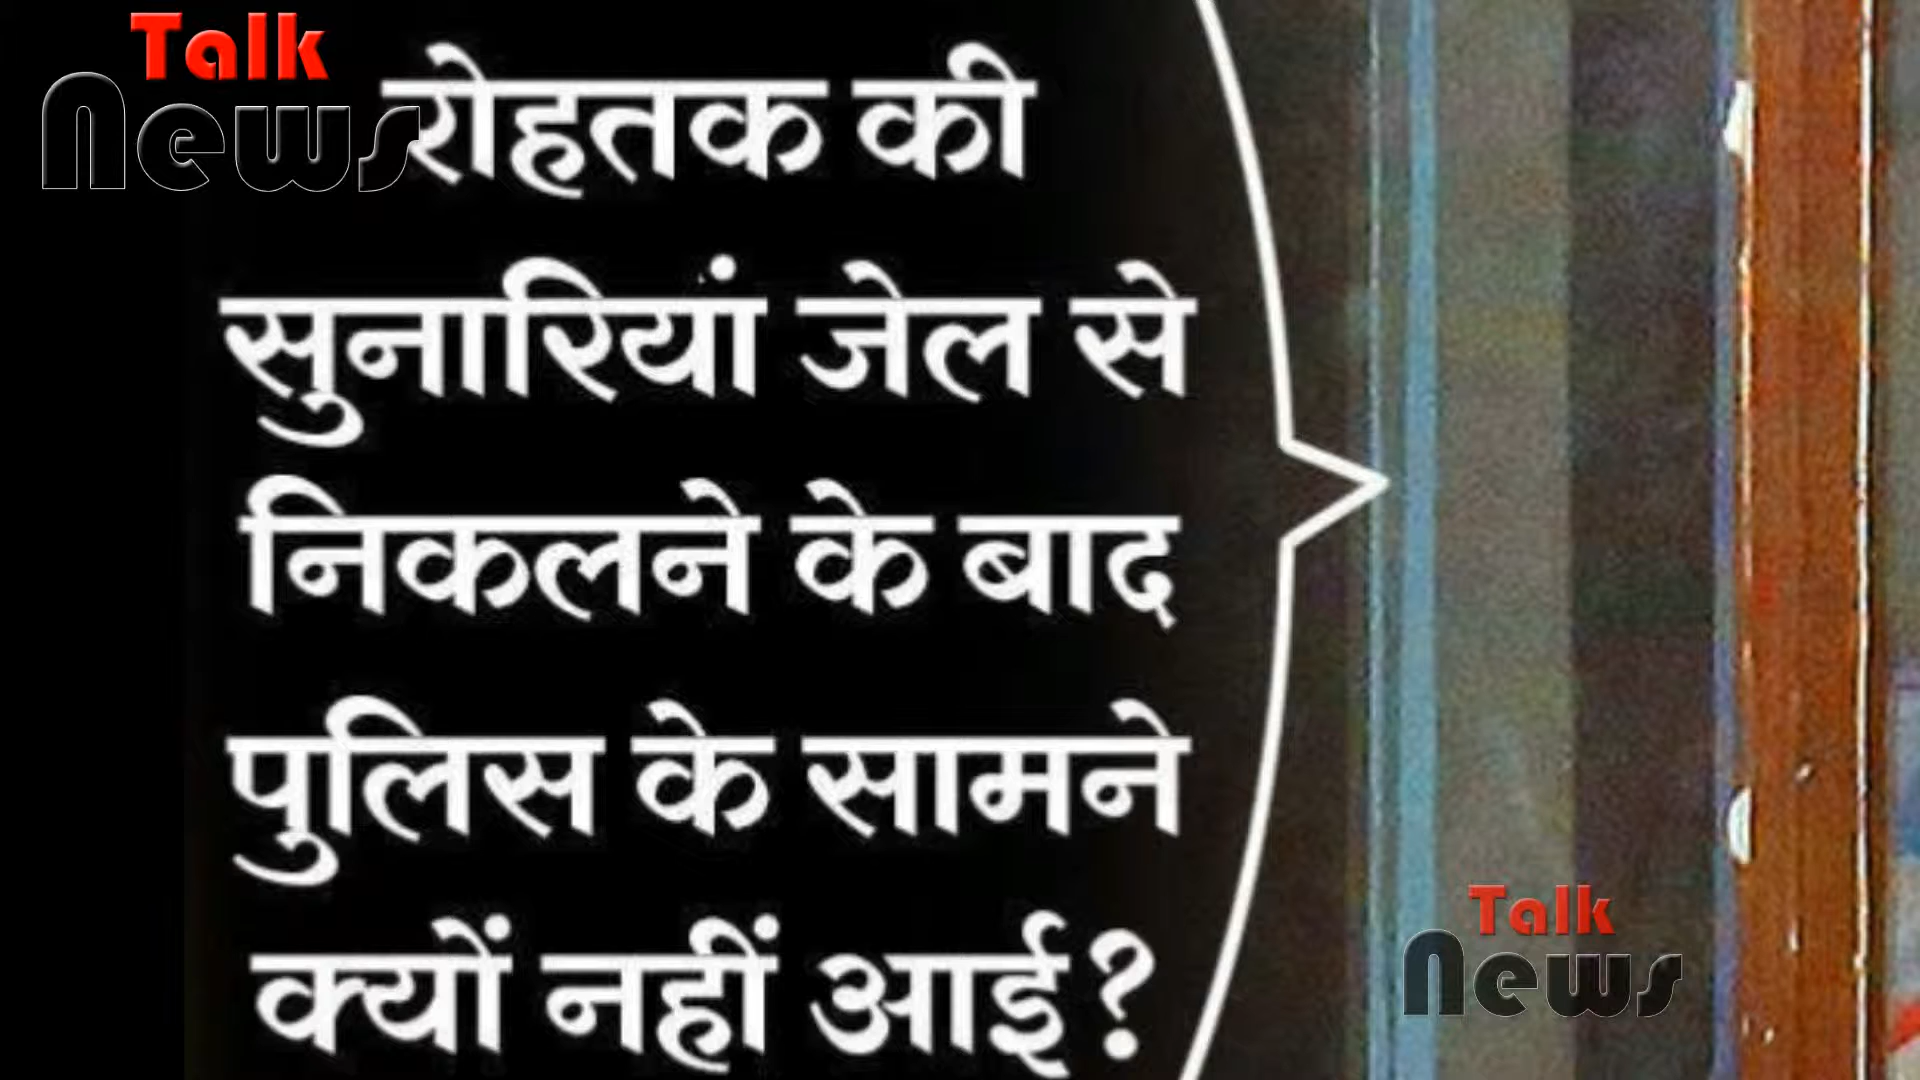 Talk
News
रोहतक की
सुनारियां जेल से
निकलने के बाद
पुलिस के सामने
क्यों नहीं आई?
Talk
News